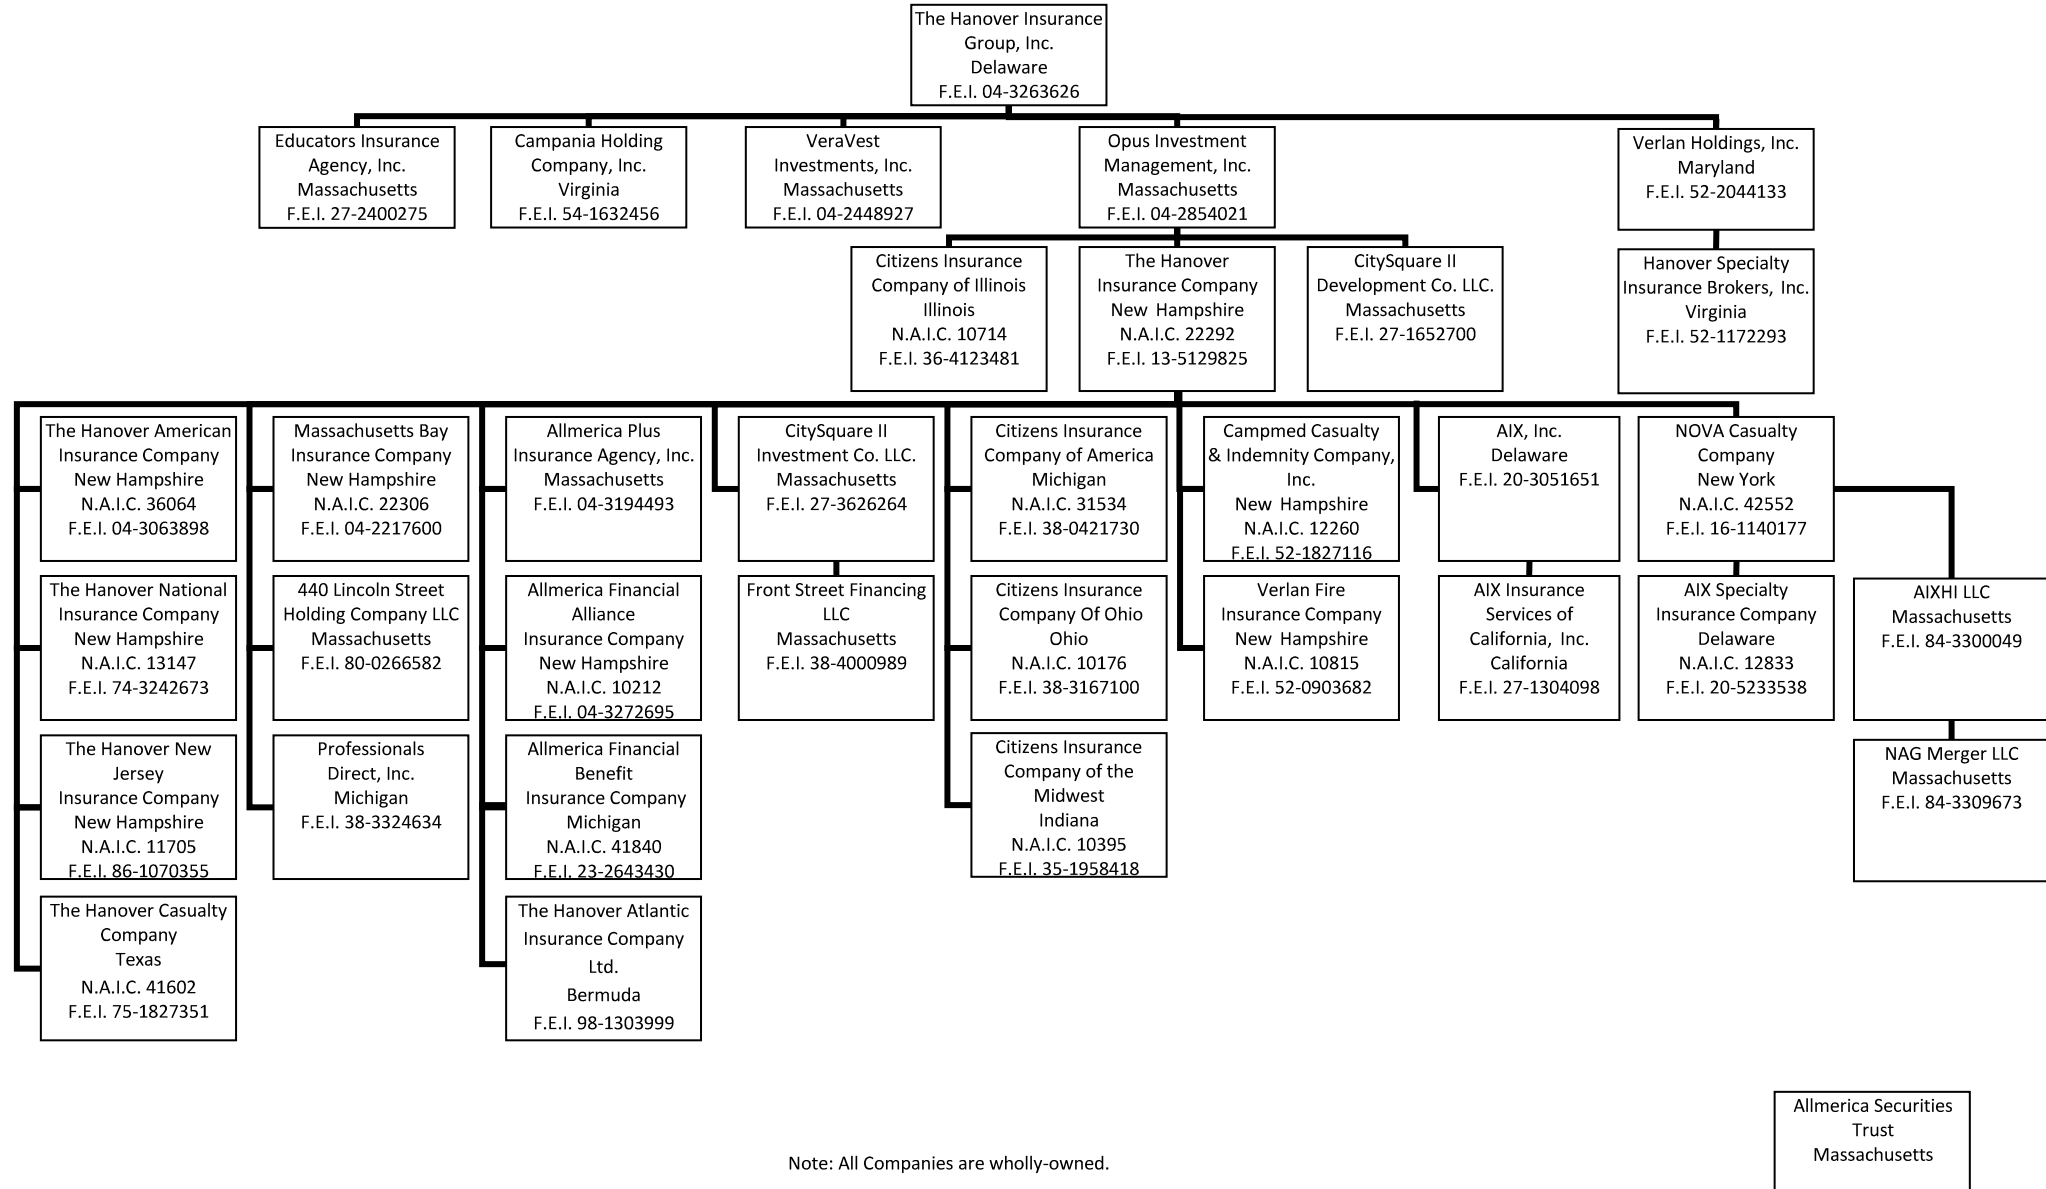 The Hanover Insurance
Group, Inc.
Delaware
F.E.I. 04-3263626
Educators Insurance
Agency, Inc.
Massachusetts
F.E.I. 27-2400275
Campania Holding
Company, Inc.
Virginia
F.E.I. 54-1632456
VeraVest
Investments, Inc.
Massachusetts
F.E.I. 04-2448927
Opus Investment
Management, Inc.
Massachusetts
F.E.I. 04-2854021
Verlan Holdings, Inc.
Maryland
F.E.I. 52-2044133
Citizens Insurance
Company of Illinois
Illinois
N.A.I.C. 10714
F.E.I. 36-4123481
The Hanover
Insurance Company
New Hampshire
N.A.I.C. 22292
F.E.I. 13-5129825
CitySquare II
Development Co. LLC.
Massachusetts
F.E.I. 27-1652700
Hanover Specialty
Insurance Brokers, Inc.
Virginia
F.E.I. 52-1172293
The Hanover American
Insurance Company
New Hampshire
N.A.I.C. 36064
F.E.I. 04-3063898
Massachusetts Bay
Insurance Company
New Hampshire
N.A.I.C. 22306
F.E.I. 04-2217600
Allmerica Plus
Insurance Agency, Inc.
Massachusetts
F.E.I. 04-3194493
CitySquare II
Investment Co. LLC.
Massachusetts
F.E.I. 27-3626264
Citizens Insurance
Company of America
Michigan
N.A.I.C. 31534
F.E.I. 38-0421730
Campmed Casualty
& Indemnity Company,
Inc.
New Hampshire
N.A.I.C. 12260
F.E.I. 52-1827116
AIX, Inc.
Delaware
F.E.I. 20-3051651
NOVA Casualty
Company
New York
N.A.I.C. 42552
F.E.I. 16-1140177
The Hanover National
Insurance Company
New Hampshire
N.A.I.C. 13147
F.E.I. 74-3242673
440 Lincoln Street
Holding Company LLC
Massachusetts
F.E.I. 80-0266582
Allmerica Financial
Alliance
Insurance Company
New Hampshire
N.A.I.C. 10212
F.E.I. 04-3272695
Front Street Financing
LLC
Massachusetts
F.E.I. 38-4000989
Citizens Insurance
Company Of Ohio
Ohio
N.A.I.C. 10176
F.E.I. 38-3167100
Verlan Fire
Insurance Company
New Hampshire
N.A.I.C. 10815
F.E.I. 52-0903682
AIX Insurance
Services of
California, Inc.
California
F.E.I. 27-1304098
AIX Specialty
Insurance Company
Delaware
N.A.I.C. 12833
F.E.I. 20-5233538
AIXHI LLC
Massachusetts
F.E.I. 84-3300049
The Hanover New
Jersey
Insurance Company
New Hampshire
N.A.I.C. 11705
F.E.I. 86-1070355
Professionals
Direct, Inc.
Michigan
F.E.I. 38-3324634
Allmerica Financial
Benefit
Insurance Company
Michigan
N.A.I.C. 41840
F.E.I. 23-2643430
Citizens Insurance
Company of the
Midwest
Indiana
N.A.I.C. 10395
F.E.I. 35-1958418
NAG Merger LLC
Massachusetts
F.E.I. 84-3309673
The Hanover Casualty
Company
Texas
N.A.I.C. 41602
F.E.I. 75-1827351
The Hanover Atlantic
Insurance Company
Ltd.
Bermuda
F.E.I. 98-1303999
Allmerica Securities
Trust
Massachusetts
Note: All Companies are wholly-owned.